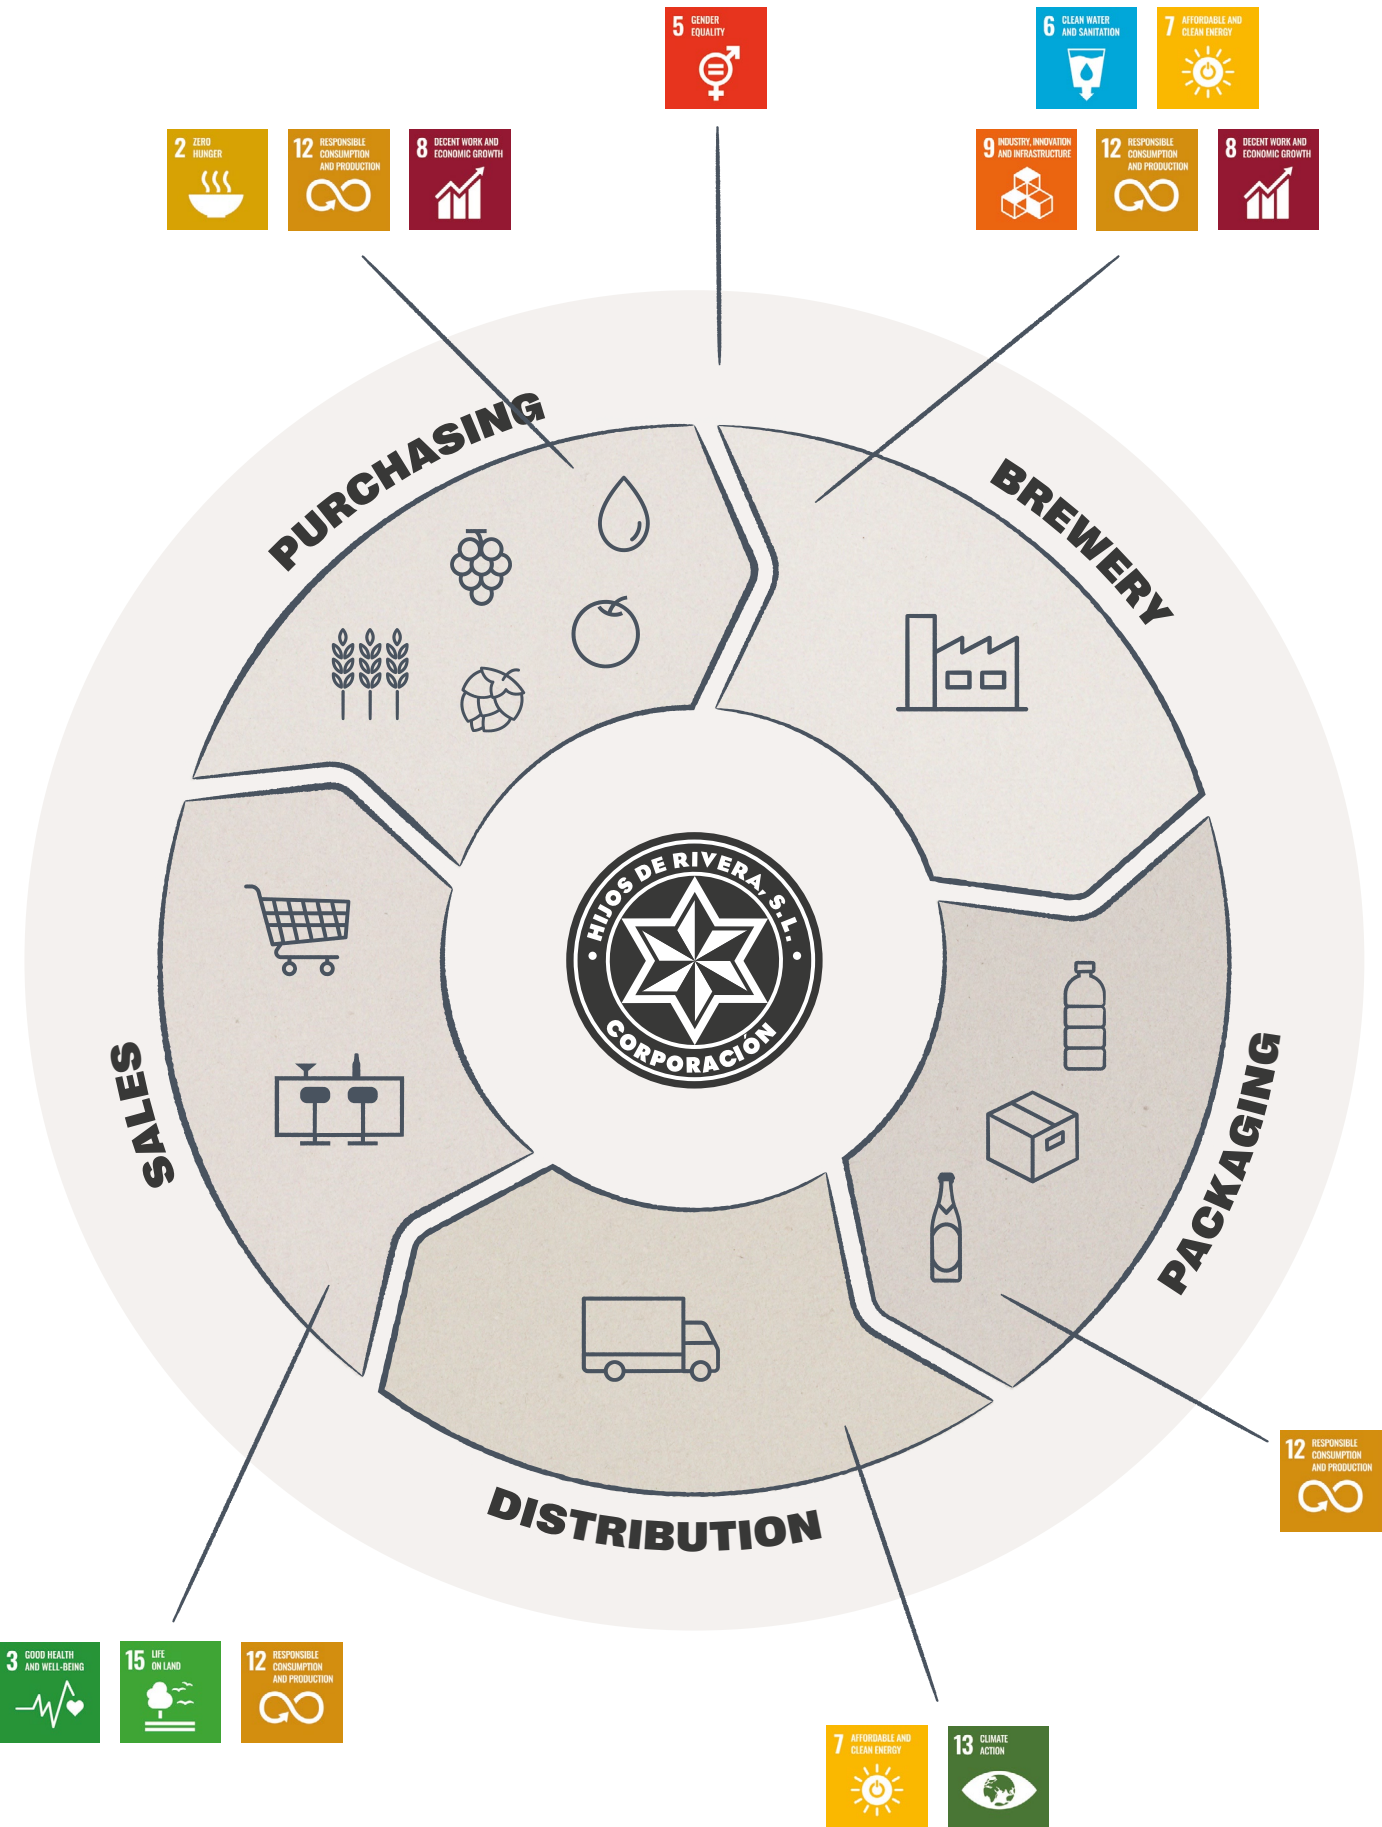 5 GENDER
EQUALITY
6 CLEAN WATER
AND SANITATION
7 AFFORDABLE AND
CLEAN ENERGY
2 ZERO
HUNGER
12 RESPONSIBLE
CONSUMPTION
AND PRODUCTION
8 DECENT WORK AND
ECONOMIC GROWTH
9 INDUSTRY, INNOVATION
AND INFRASTRUCTURE
12 RESPONSIBLE
CONSUMPTION
AND PRODUCTION
8 DECENT WORK AND
ECONOMIC GROWTH
PURCHASING
BREWERY
HIJOS DE RIVERA, S.L.
CORPORACIÓN
SALES
PACKAGING
DISTRIBUTION
12 RESPONSIBLE
CONSUMPTION
AND PRODUCTION
3 GOOD HEALTH
AND WELL-BEING
15 LIFE
ON LAND
12 RESPONSIBLE
CONSUMPTION
AND PRODUCTION
7 AFFORDABLE AND
CLEAN ENERGY
13 CLIMATE
ACTION